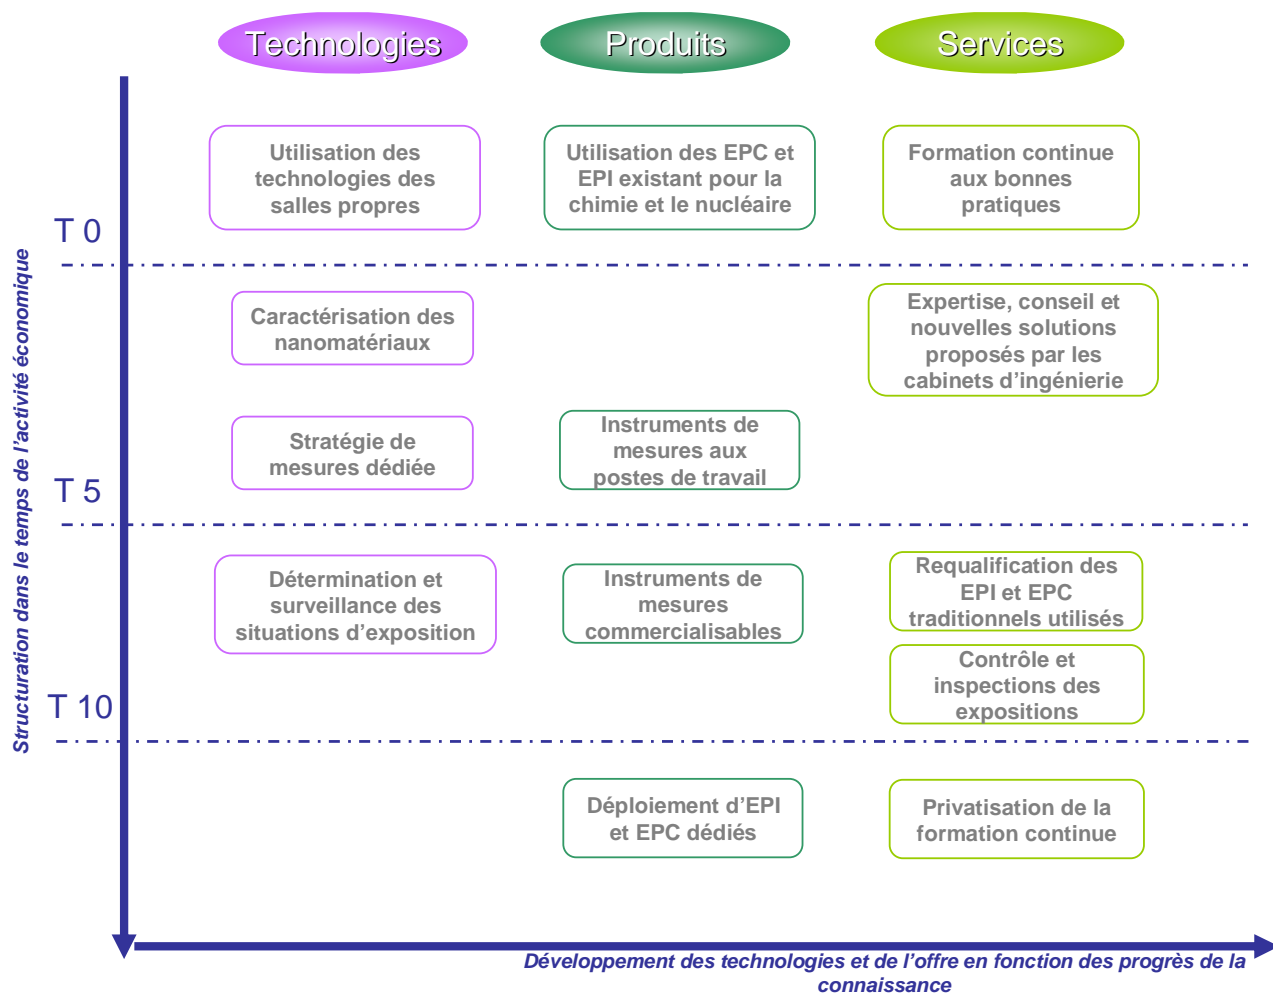 Technologies
Produits
Services
Utilisation des
technologies des
salles propres
Utilisation des EPC et
EPI existant pour la
chimie et le nucléaire
Formation continue
aux bonnes
pratiques
T 0
Caractérisation des
nanomatériaux
Expertise, conseil et
nouvelles solutions
proposés par les
cabinets d’ingénierie
Stratégie de
mesures dédiée
Instruments de
mesures aux
postes de travail
T 5
Détermination et
surveillance des
situations d’exposition
Instruments de
mesures
commercialisables
Requalification des
EPI et EPC
traditionnels utilisés
Contrôle et
inspections des
expositions
T 10
Déploiement d’EPI
et EPC dédiés
Privatisation de la
formation continue
Structuration dans le temps de l’activité économique
Développement des technologies et de l’offre en fonction des progrès de la
connaissance